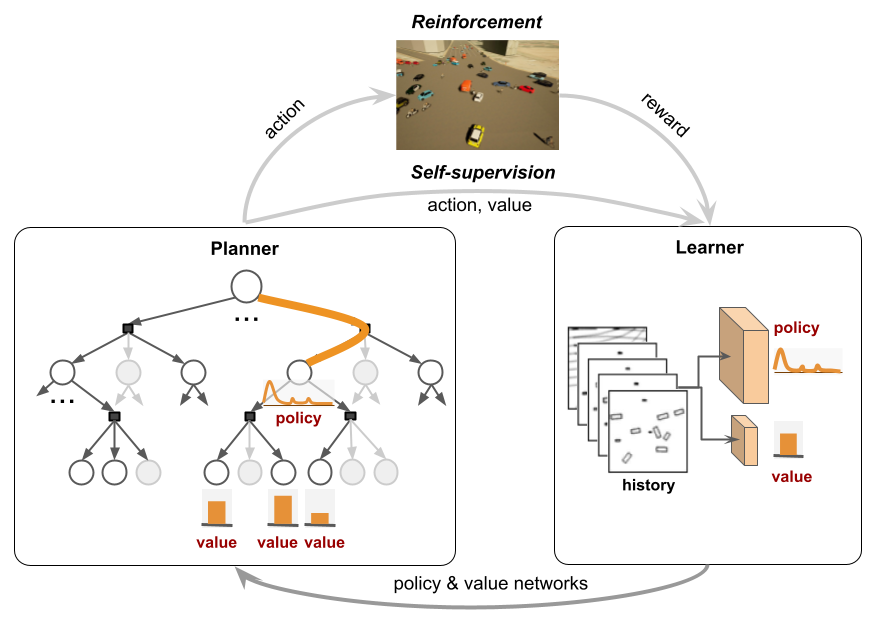 Reinforcement
action
reward
Self-supervision
action, value
Planner
...
...
policy
value
value
value
Learner
policy
history
value
policy & value networks